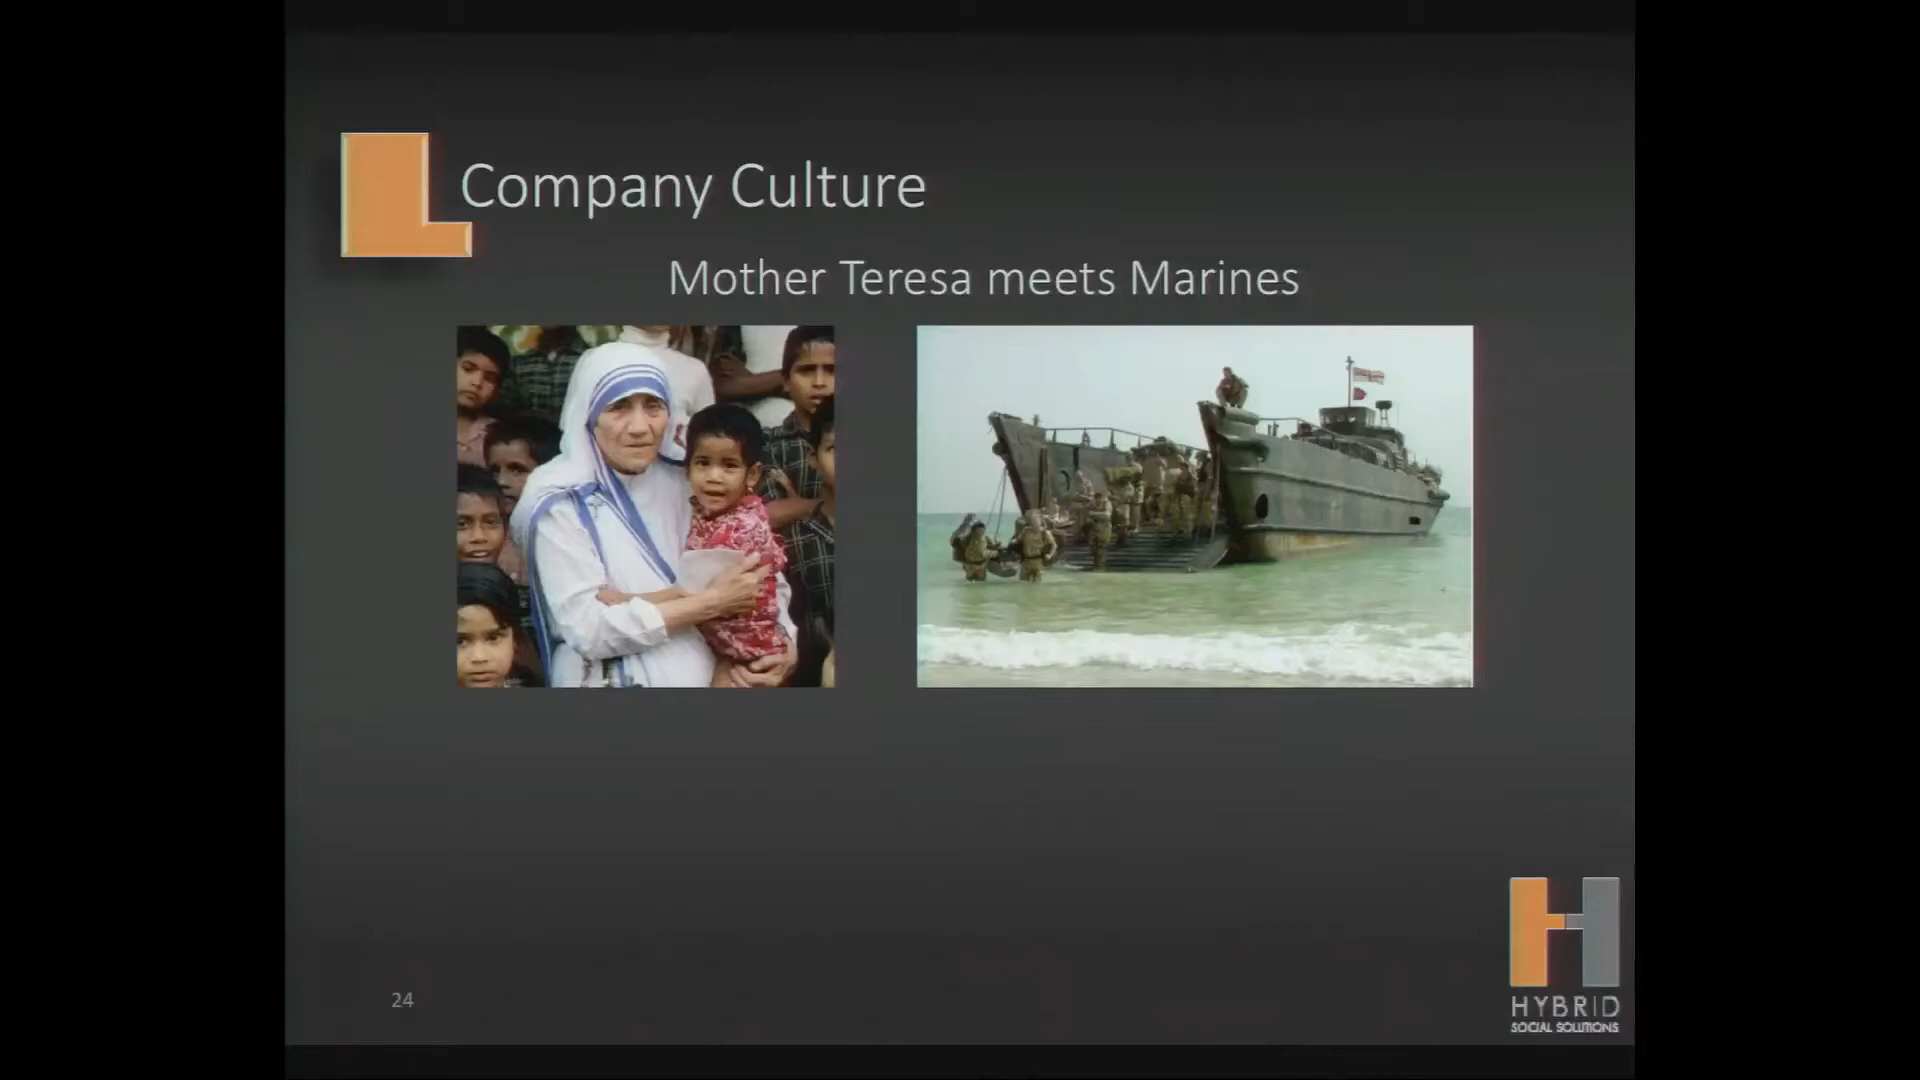 Company Culture
Mother Teresa meets Marines
24
HYBRID
SOCIAL SOLUTIONS